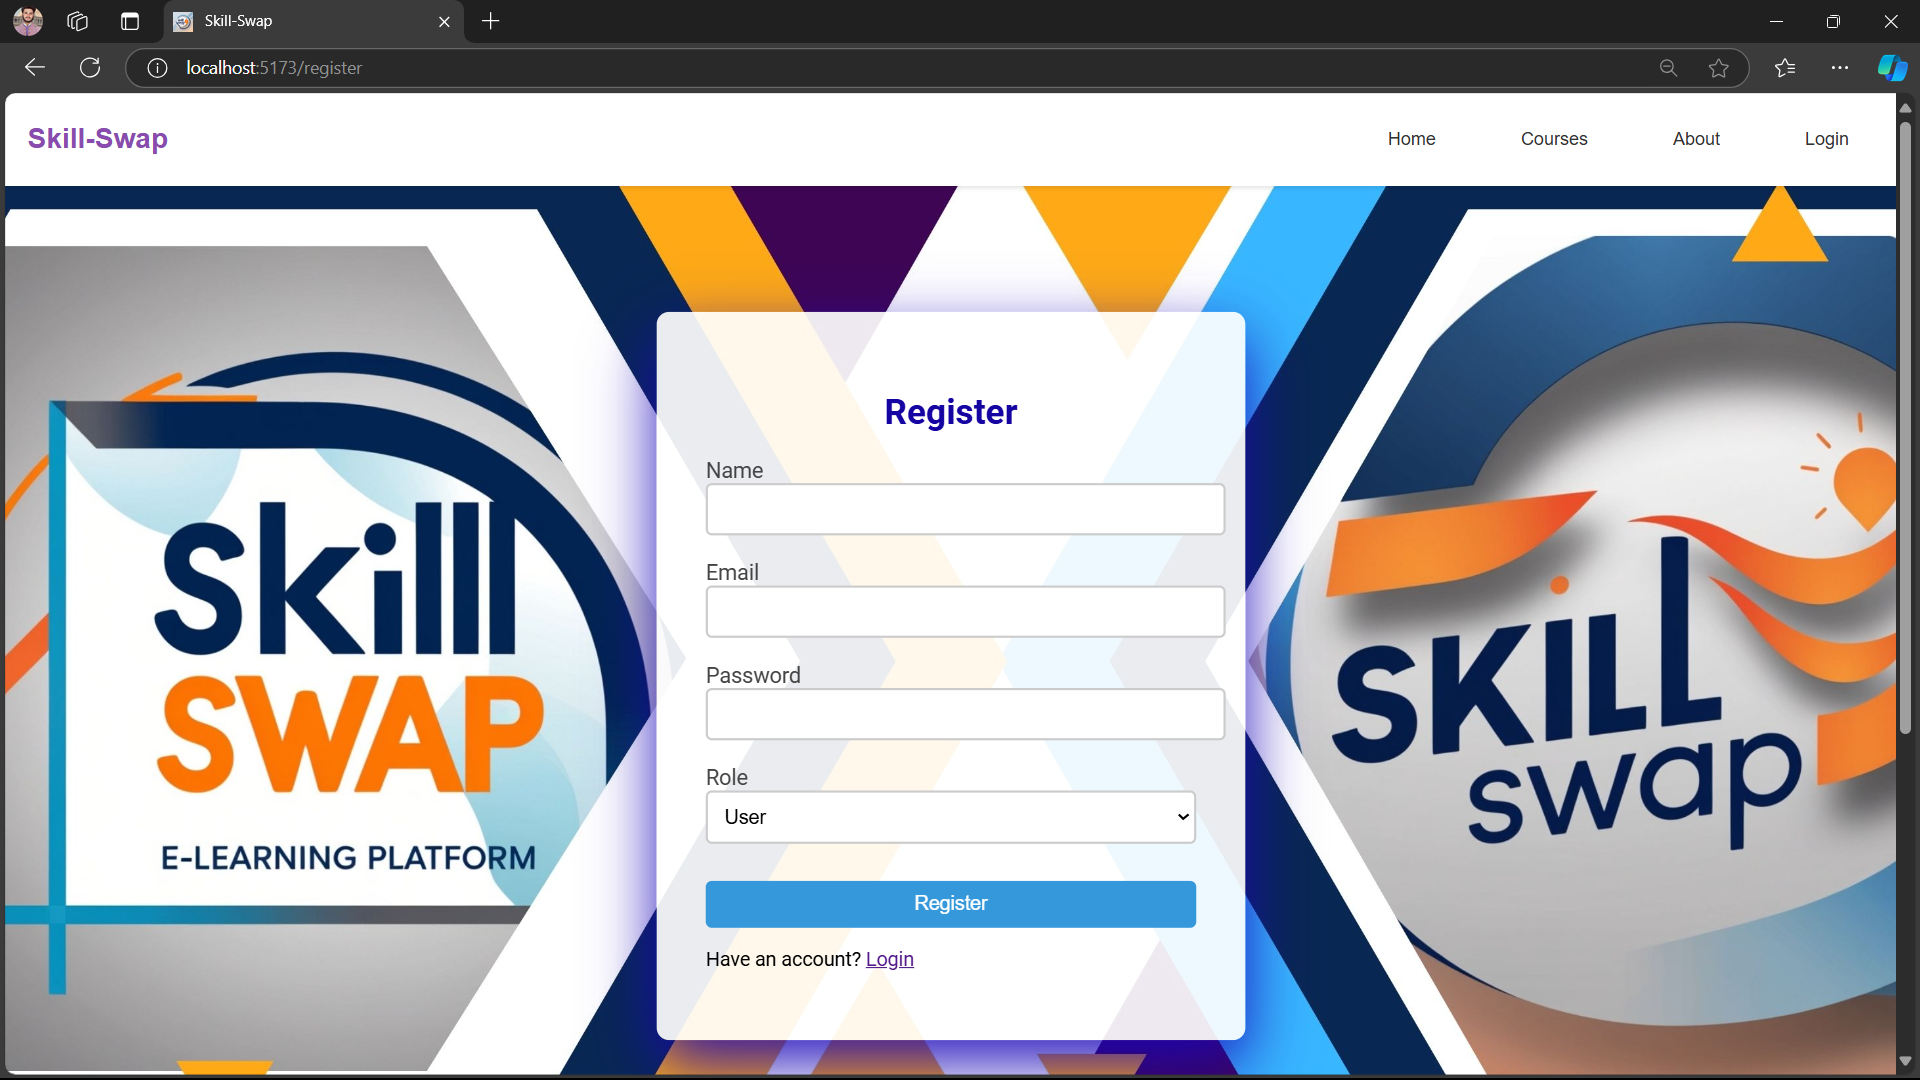 Skill-Swap
localhost:5173/register
Skill-Swap
Home
Courses
About
Login
Skilll
SWAP
E-LEARNING PLATFORM
Register
Name
Email
Password
Role
User
Register
Have an account? Login
SKILL
swap